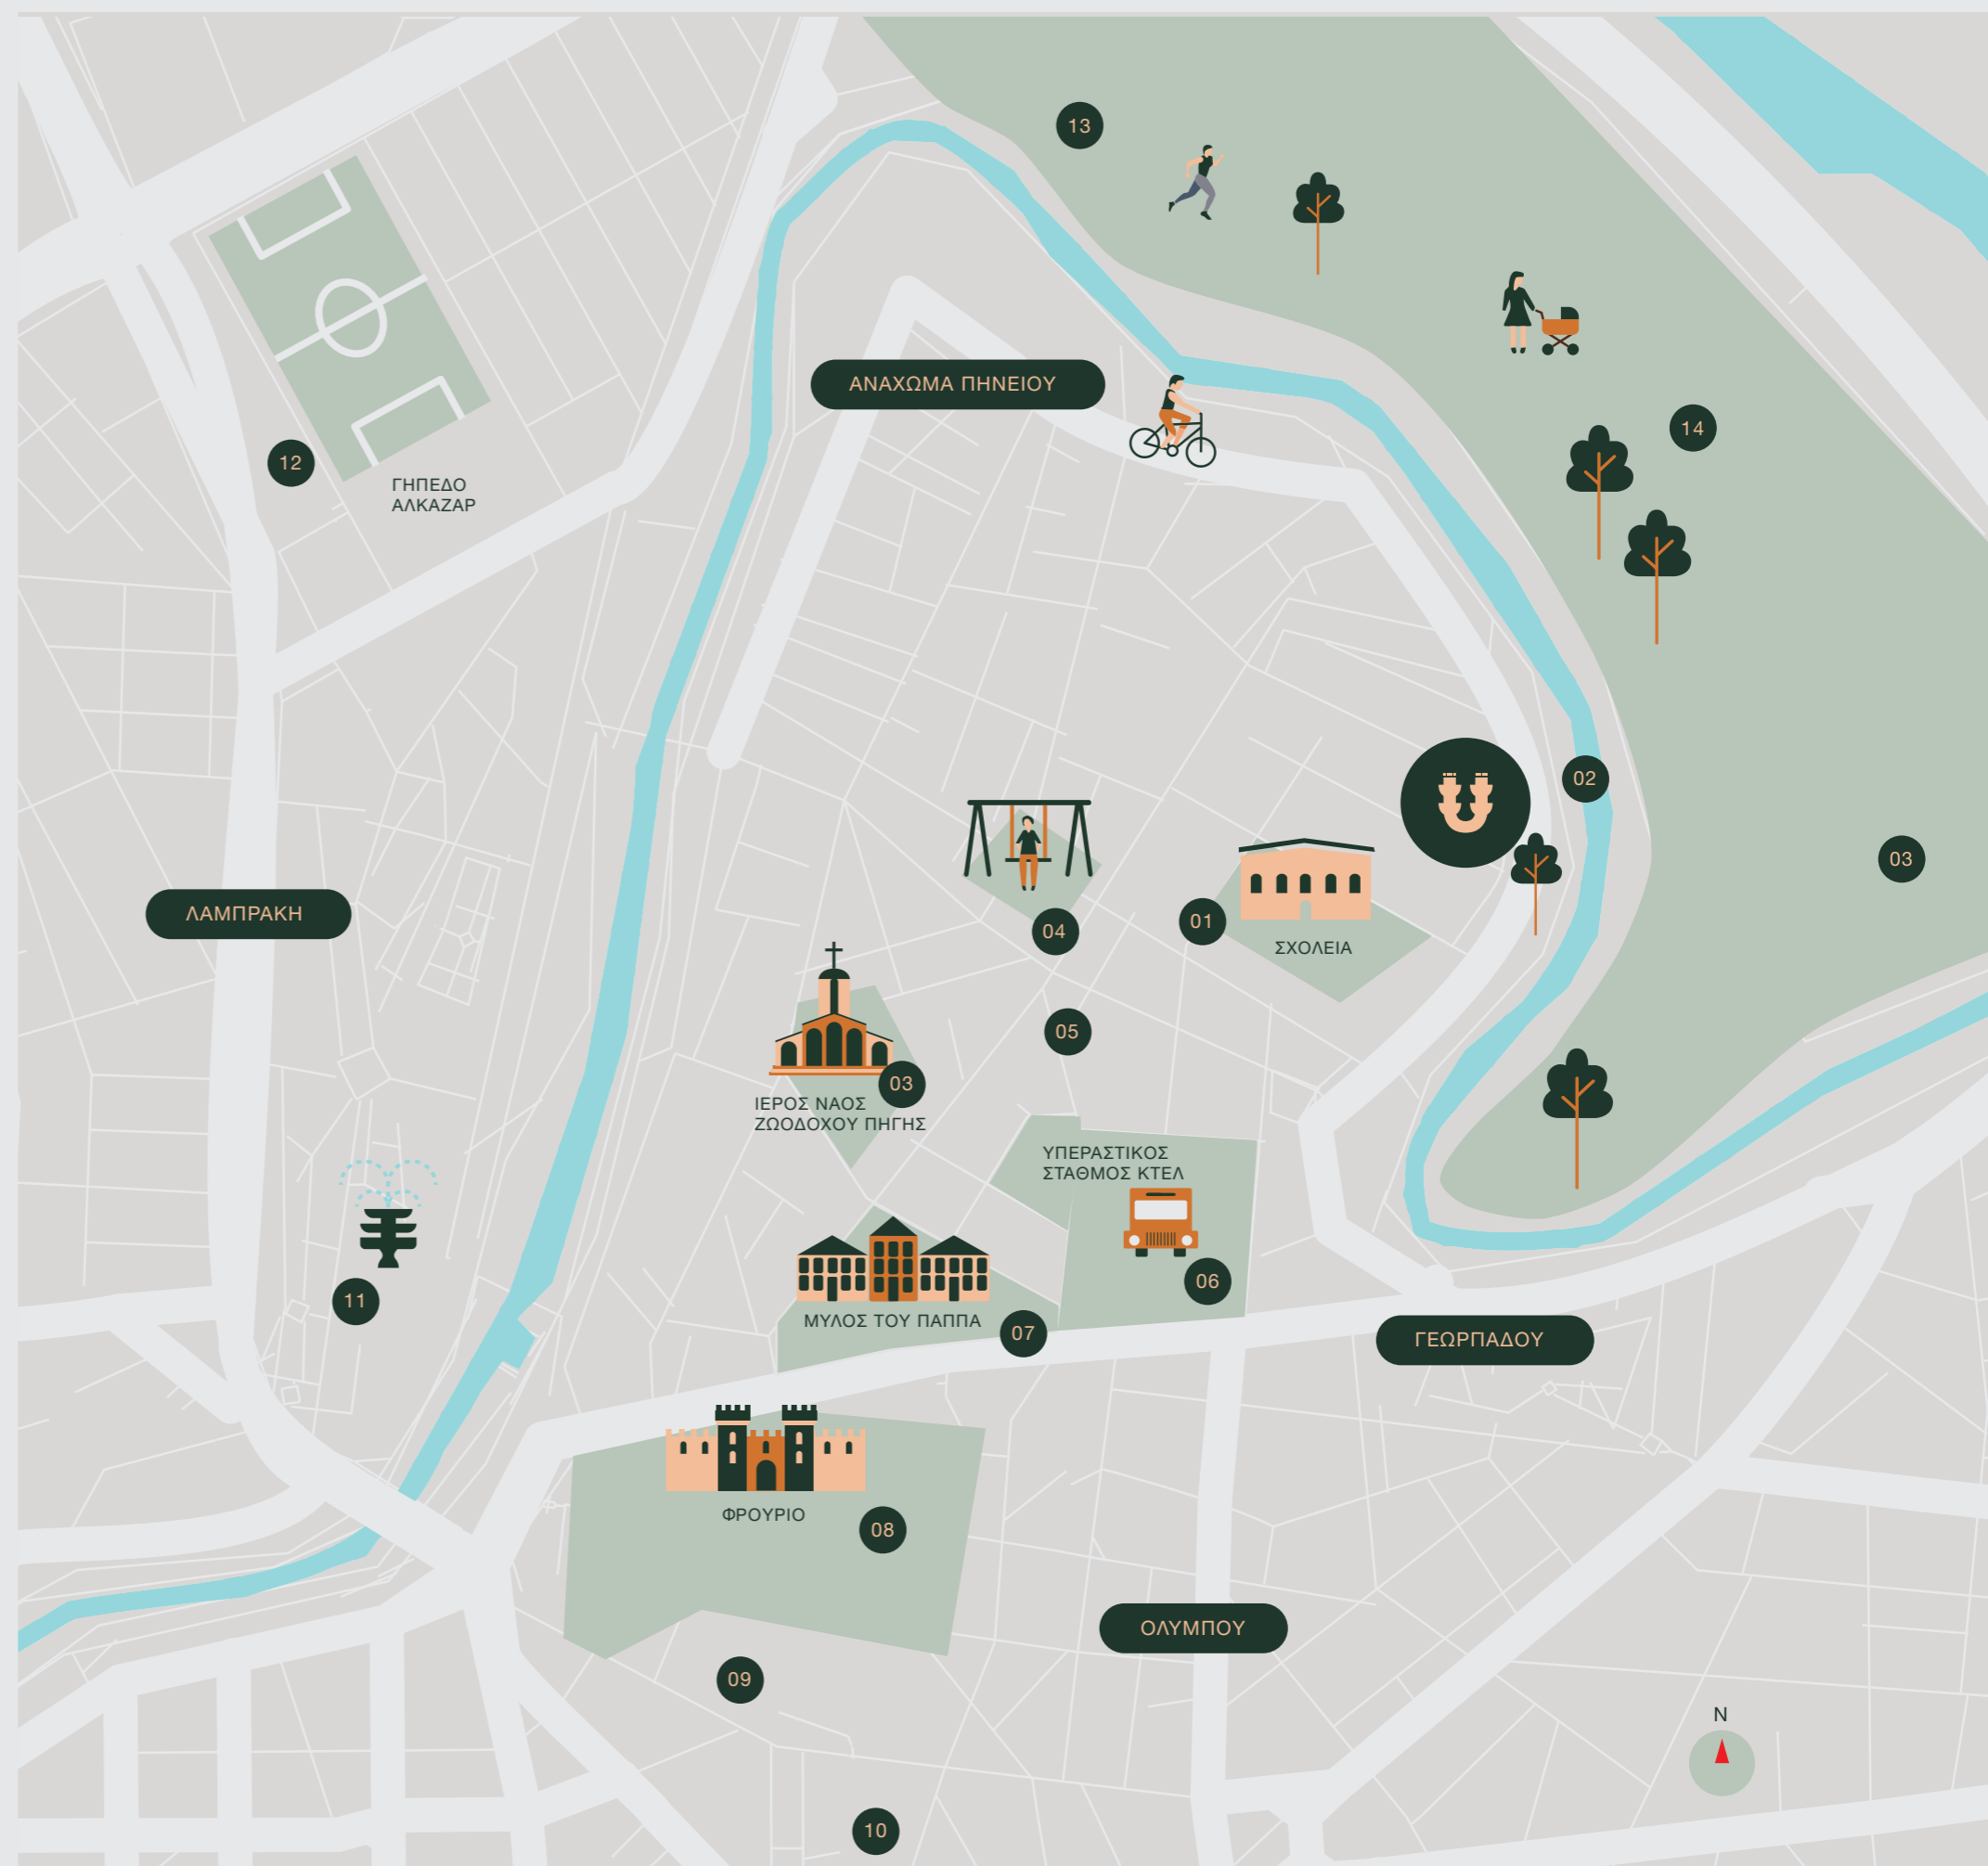 13
ΑΝΑΧΩΜΑ ΠΗΝΕΙΟΥ
14
12
ΓΗΠΕΔΟ
ΑΛΚΑΖΑΡ
02
03
ΛΑΜΠΡΑΚΗ
04
01
ΣΧΟΛΕΙΑ
05
03
ΙΕΡΟΣ ΝΑΟΣ
ΖΩΟΔΟΧΟΥ ΠΗΓΗΣ
ΥΠΕΡΑΣΤΙΚΟΣ
ΣΤΑΘΜΟΣ ΚΤΕΛ
06
11
ΜΥΛΟΣ ΤΟΥ ΠΑΠΠΑ
07
ΓΕΩΡΠΑΔΟΥ
ΦΡΟΥΡΙΟ
08
ΟΛΥΜΠΟΥ
09
N
10